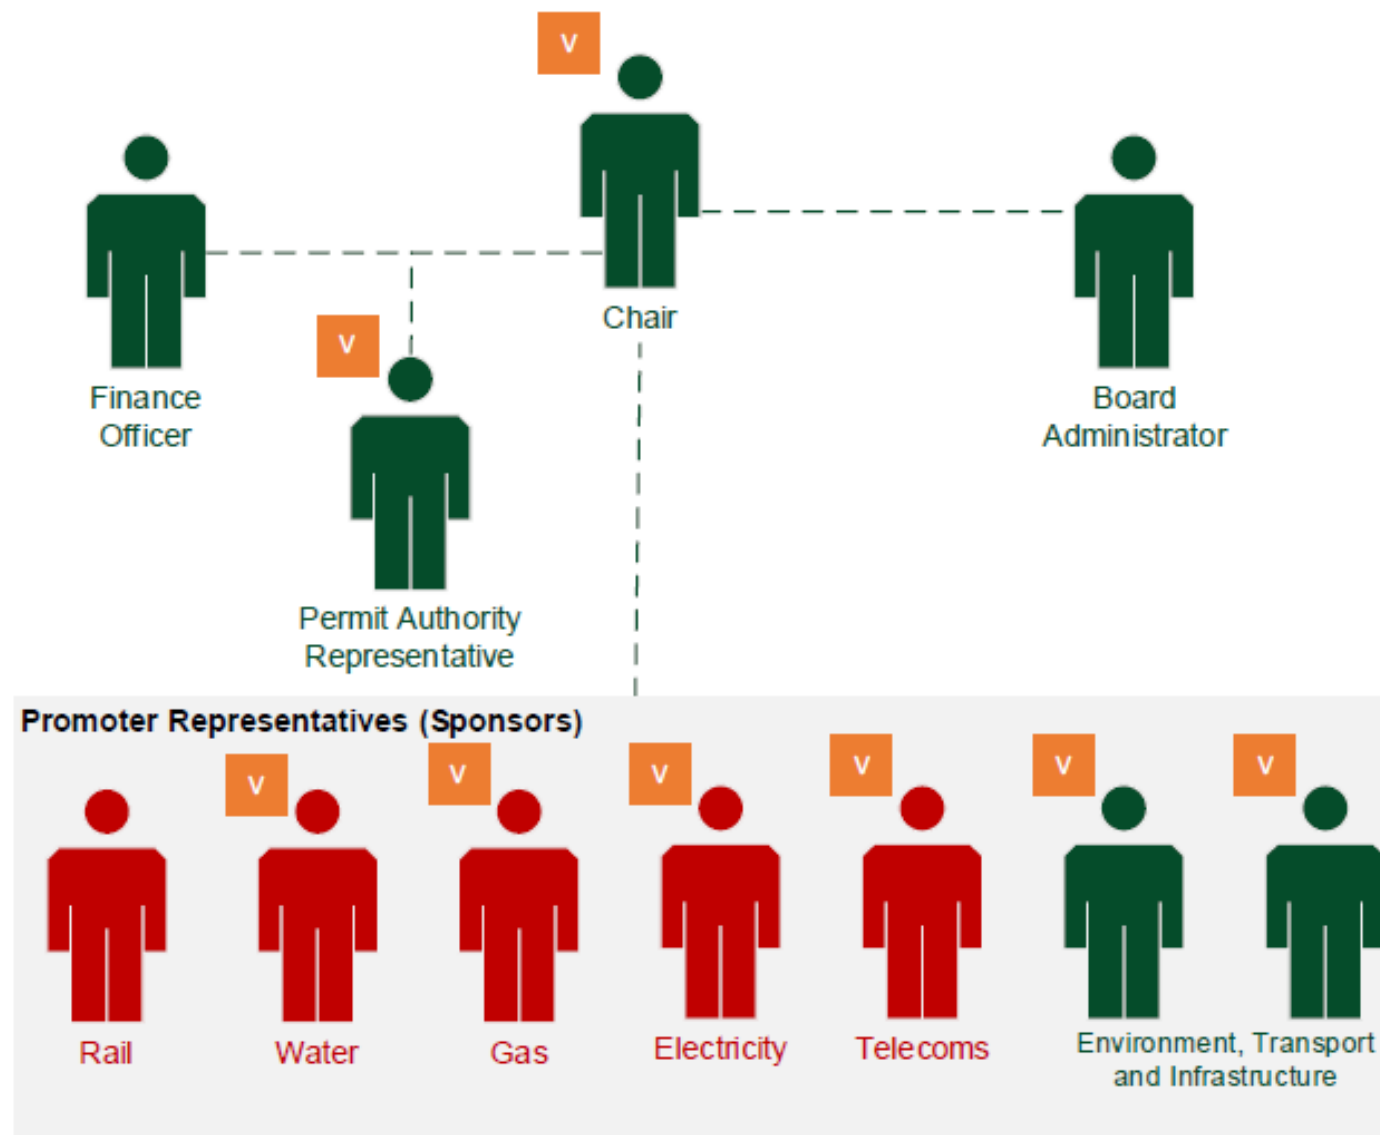 V
Chair
Finance
Officer
Board
Administrator
V
Permit Authority
Representative
Promoter Representatives (Sponsors)
V
V
V
V
V
V
Rail
Water
Gas
Electricity
Telecoms
Environment, Transport
and Infrastructure